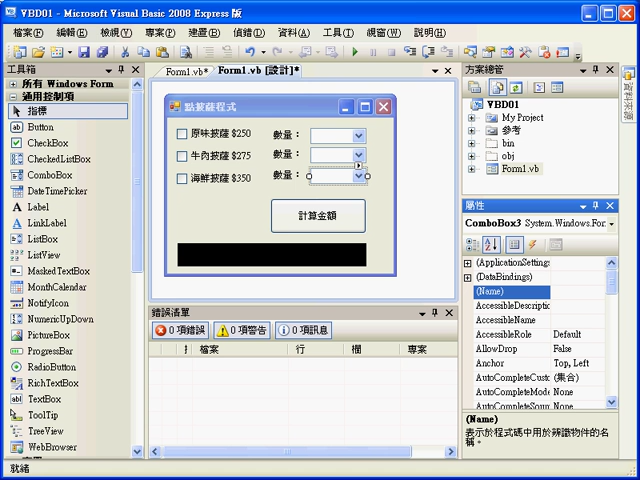 VBD01 - Microsoft Visual Basic 2008 Express 版
檔案(F) 編輯(E) 檢視(V) 專案(P) 建置(B) 偵錯(D) 資料(A) 工具(T) 視窗(W) 說明(H)
工具箱
所有 Windows Form
通用控制項
指標
Button
CheckBox
CheckedListBox
ComboBox
DateTimePicker
Label
LinkLabel
ListBox
ListView
MaskedTextBox
MonthCalendar
NotifyIcon
NumericUpDown
PictureBox
ProgressBar
RadioButton
RichTextBox
TextBox
ToolTip
TreeView
WebBrowser
Form1.vb* Form1.vb [設計]*
點披薩程式
原味披薩 $250 數量：
牛肉披薩 $275 數量：
海鮮披薩 $350 數量：
計算金額
錯誤清單
0 項錯誤 0 項警告 0 項訊息
檔案 行 欄 專案
方案總管
VBD01
My Project
參考
bin
obj
Form1.vb
資料來源
屬性
ComboBox3 System.Windows.For
(ApplicationSettings
(DataBindings)
(Name)
AccessibleDescriptio
AccessibleName
AccessibleRole Default
AllowDrop False
Anchor Top, Left
AutoCompleteCusto (集合)
AutoCompleteMode None
AutoCompleteSourc None
(Name)
表示於程式碼中用於辨識物件的名
稱。
就緒